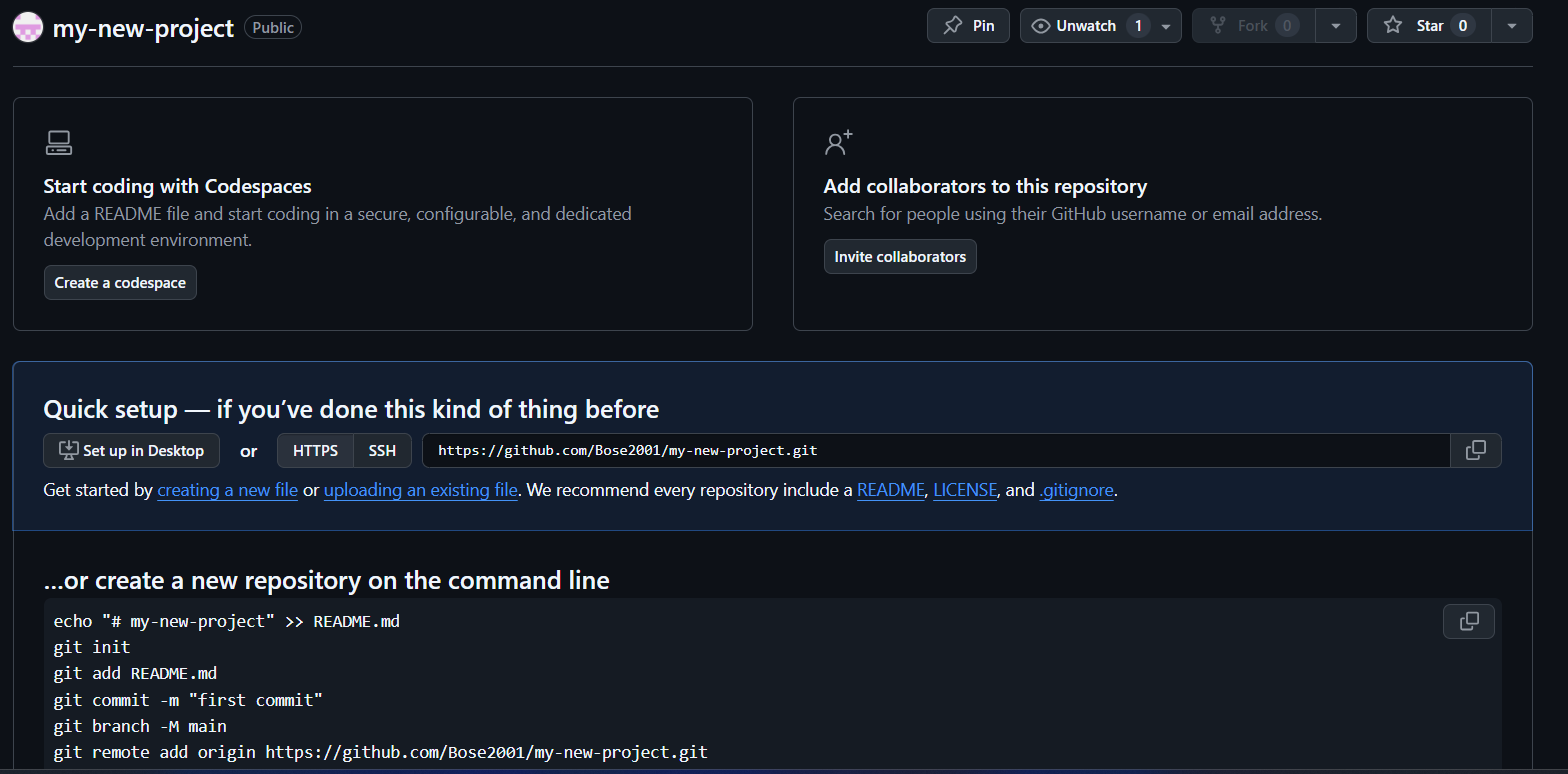 my-new-project Public Pin Unwatch 1 Fork 0 Star 0
Start coding with Codespaces
Add a README file and start coding in a secure, configurable, and dedicated
development environment.
Create a codespace
Add collaborators to this repository
Search for people using their GitHub username or email address.
Invite collaborators
Quick setup — if you’ve done this kind of thing before
Set up in Desktop or HTTPS SSH https://github.com/Bose2001/my-new-project.git
Get started by creating a new file or uploading an existing file. We recommend every repository include a README, LICENSE, and .gitignore.
…or create a new repository on the command line
echo "# my-new-project" >> README.md
git init
git add README.md
git commit -m "first commit"
git branch -M main
git remote add origin https://github.com/Bose2001/my-new-project.git